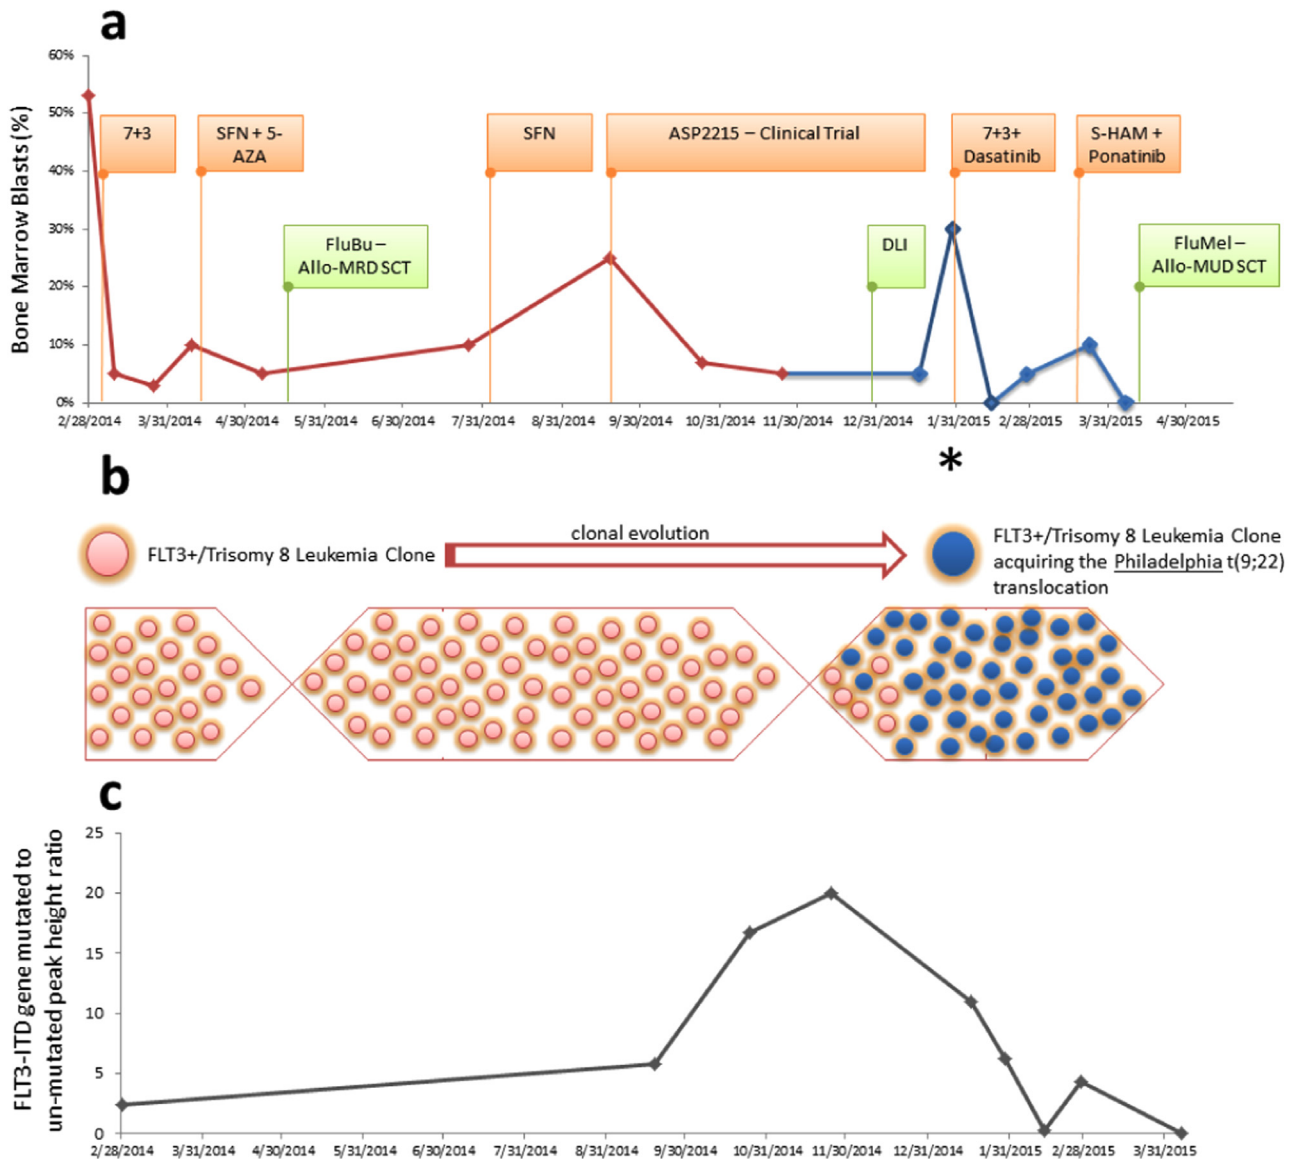 a
Bone Marrow Blasts (%)
60%
50%
40%
30%
20%
10%
0%
7+3
SFN + 5-
AZA
SFN
ASP2215 – Clinical Trial
7+3+
Dasatinib
S-HAM +
Ponatinib
FluBu –
Allo-MRD SCT
DLI
FluMel –
Allo-MUD SCT
2/28/2014 3/31/2014 4/30/2014 5/31/2014 6/30/2014 7/31/2014 8/31/2014 9/30/2014 10/31/2014 11/30/2014 12/31/2014 1/31/2015 2/28/2015 3/31/2015 4/30/2015
*
b
FLT3+/Trisomy 8 Leukemia Clone
clonal evolution
FLT3+/Trisomy 8 Leukemia Clone
acquiring the Philadelphia t(9;22)
translocation
c
FLT3-ITD gene mutated to
un-mutated peak height ratio
25
20
15
10
5
0
2/28/2014 3/31/2014 4/30/2014 5/31/2014 6/30/2014 7/31/2014 8/31/2014 9/30/2014 10/31/2014 11/30/2014 12/31/2014 1/31/2015 2/28/2015 3/31/2015